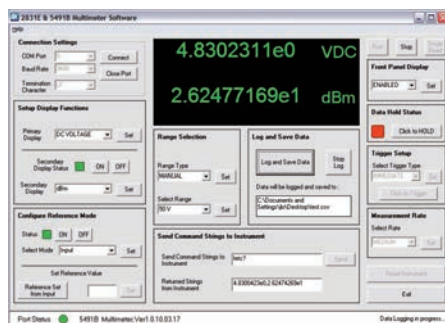 2831E & 5491B Multimeter Software
Connection Settings
COM Port
Connect
Baud Rate
Close Port
Termination
Character
Setup Display Functions
Primary
Display
DC VOLTAGE
Set
Secondary
Display Status
ON
OFF
Secondary
Display
dBm
Set
Configure Reference Mode
Status
ON
OFF
Select Mode
Input
Set
Set Reference Value
Reference Set
from Input
Set
4.8302311e0 VDC
2.62477169e1 dBm
Range Selection
Range Type
MANUAL
Set
Select Range
Set
Log and Save Data
Log and Save Data
Stop
Log
Data will be logged and saved to:
C:\Documents and
Send Command Strings to Instrument
Send Command Strings to
Instrument
fetc?
Send
Returned Strings
from Instrument
Run
Stop
Front Panel Display
ENABLED
Set
Data Hold Status
Click to HOLD
Trigger Setup
Select Trigger Type
IMMEDIATE
Set
Click to Trigger
Measurement Rate
Select Rate
MEDIUM
Set
Reset Instrument
Exit
Port Status
5491B Multimeter,Ver1.0.10.03.17
Data Logging in progress...